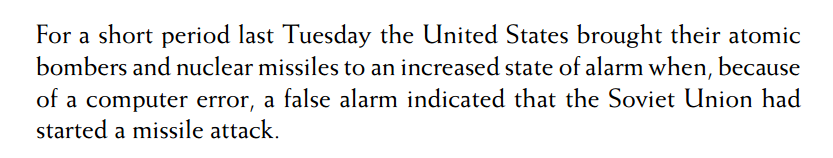 For a short period last Tuesday the United States brought their atomic
bombers and nuclear missiles to an increased state of alarm when, because
of a computer error, a false alarm indicated that the Soviet Union had
started a missile attack.